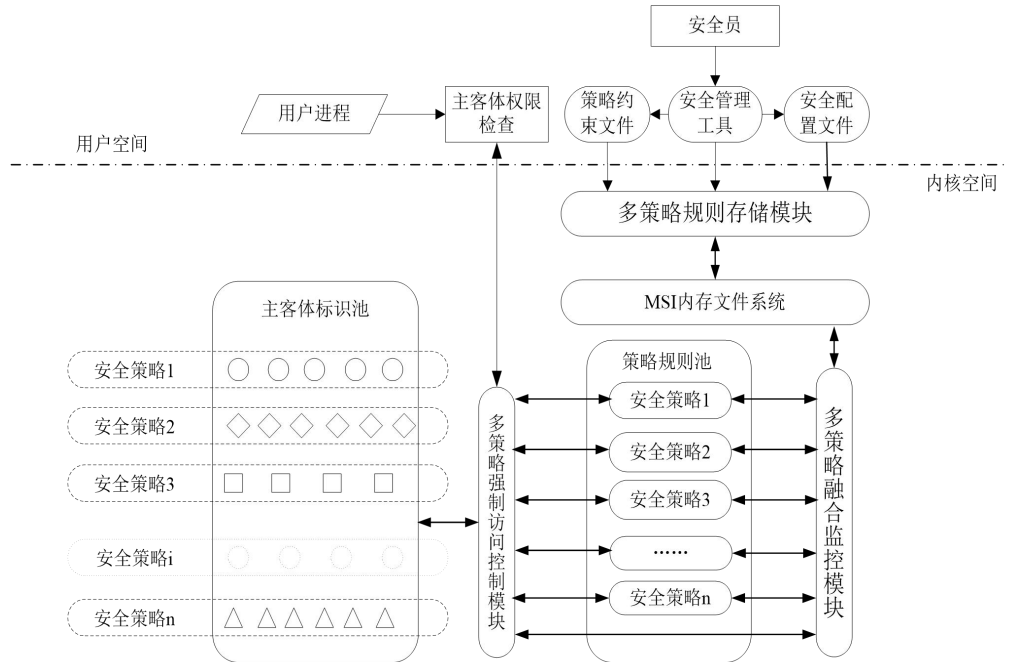 安全员
用户进程
主客体权限
检查
策略约
束文件
安全管理
工具
安全配
置文件
用户空间
内核空间
多策略规则存储模块
MSI内存文件系统
主客体标识池
安全策略1
安全策略2
安全策略3
安全策略i
安全策略n
多策略强制访问控制模块
策略规则池
安全策略1
安全策略2
安全策略3
……
安全策略n
多策略融合监控模块